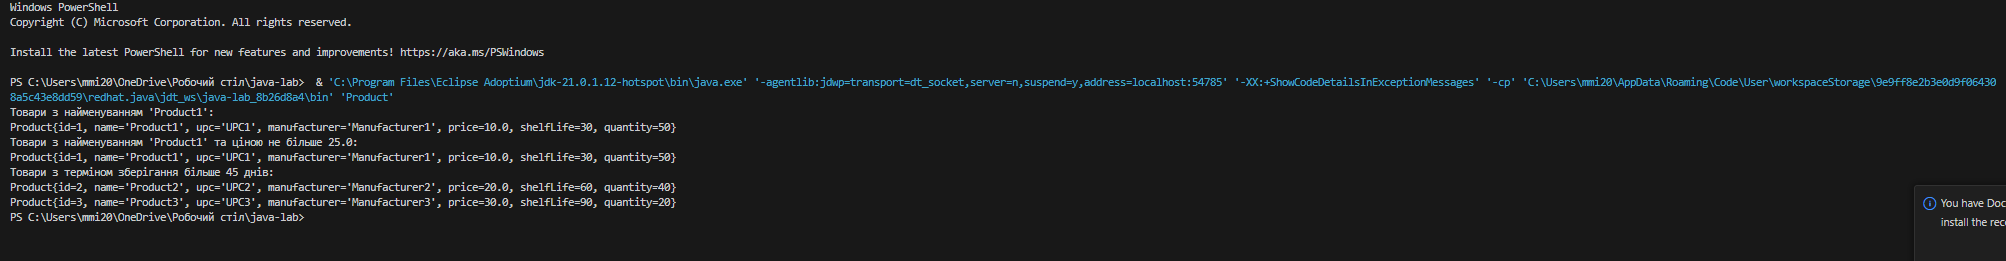 Windows PowerShell
Copyright (C) Microsoft Corporation. All rights reserved.
Install the latest PowerShell for new features and improvements! https://aka.ms/PSWindows
PS C:\Users\mmi20\OneDrive\Робочий стіл\java-lab>  & 'C:\Program Files\Eclipse Adoptium\jdk-21.0.1.12-hotspot\bin\java.exe' '-agentlib:jdwp=transport=dt_socket,server=n,suspend=y,address=localhost:54785' '-XX:+ShowCodeDetailsInExceptionMessages' '-cp' 'C:\Users\mmi20\AppData\Roaming\Code\User\workspaceStorage\9e9ff8e2b3e0d9f06430
8a5c43e8dd59\redhat.java\jdt_ws\java-lab_8b26d8a4\bin' 'Product'
Товари з найменуванням 'Product1':
Product{id=1, name='Product1', upc='UPC1', manufacturer='Manufacturer1', price=10.0, shelfLife=30, quantity=50}
Товари з найменуванням 'Product1' та ціною не більше 25.0:
Product{id=1, name='Product1', upc='UPC1', manufacturer='Manufacturer1', price=10.0, shelfLife=30, quantity=50}
Товари з терміном зберігання більше 45 днів:
Product{id=2, name='Product2', upc='UPC2', manufacturer='Manufacturer2', price=20.0, shelfLife=60, quantity=40}
Product{id=3, name='Product3', upc='UPC3', manufacturer='Manufacturer3', price=30.0, shelfLife=90, quantity=20}
PS C:\Users\mmi20\OneDrive\Робочий стіл\java-lab>
You have Doc
install the rec